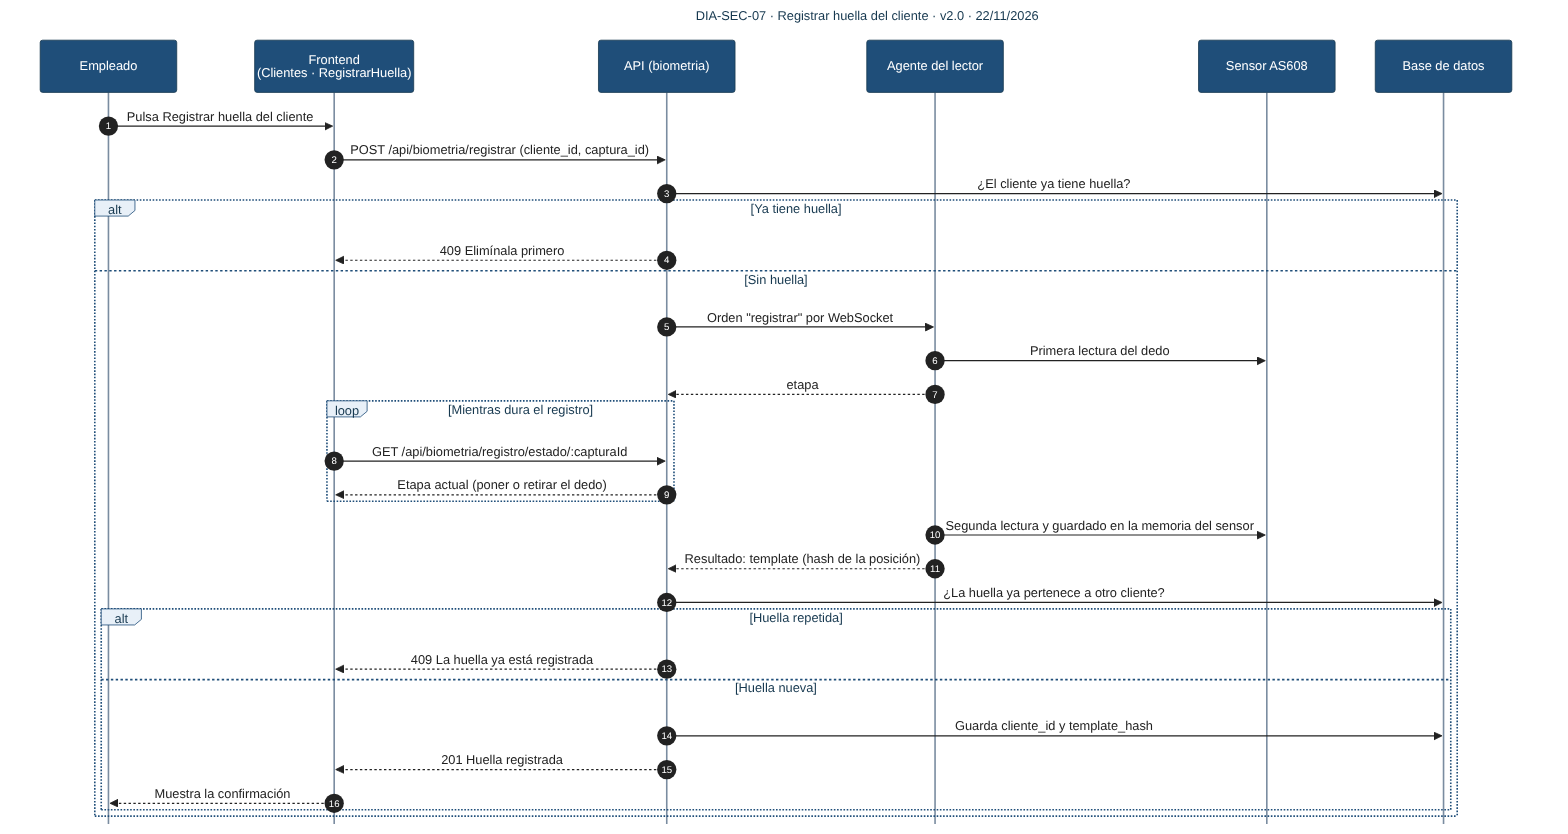 DIA-SEC-07 · Registrar huella del cliente · v2.0 · 22/11/2026
Empleado
Frontend
(Clientes · RegistrarHuella)
API (biometria)
Agente del lector
Sensor AS608
Base de datos
1 Pulsa Registrar huella del cliente
2 POST /api/biometria/registrar (cliente_id, captura_id)
3 ¿El cliente ya tiene huella?
alt [Ya tiene huella]
409 Elimínala primero 4
[Sin huella]
5 Orden "registrar" por WebSocket
6 Primera lectura del dedo
etapa 7
loop [Mientras dura el registro]
8 GET /api/biometria/registro/estado/:capturaId
Etapa actual (poner o retirar el dedo) 9
10 Segunda lectura y guardado en la memoria del sensor
Resultado: template (hash de la posición) 11
12 ¿La huella ya pertenece a otro cliente?
alt [Huella repetida]
409 La huella ya está registrada 13
[Huella nueva]
14 Guarda cliente_id y template_hash
201 Huella registrada 15
Muestra la confirmación 16